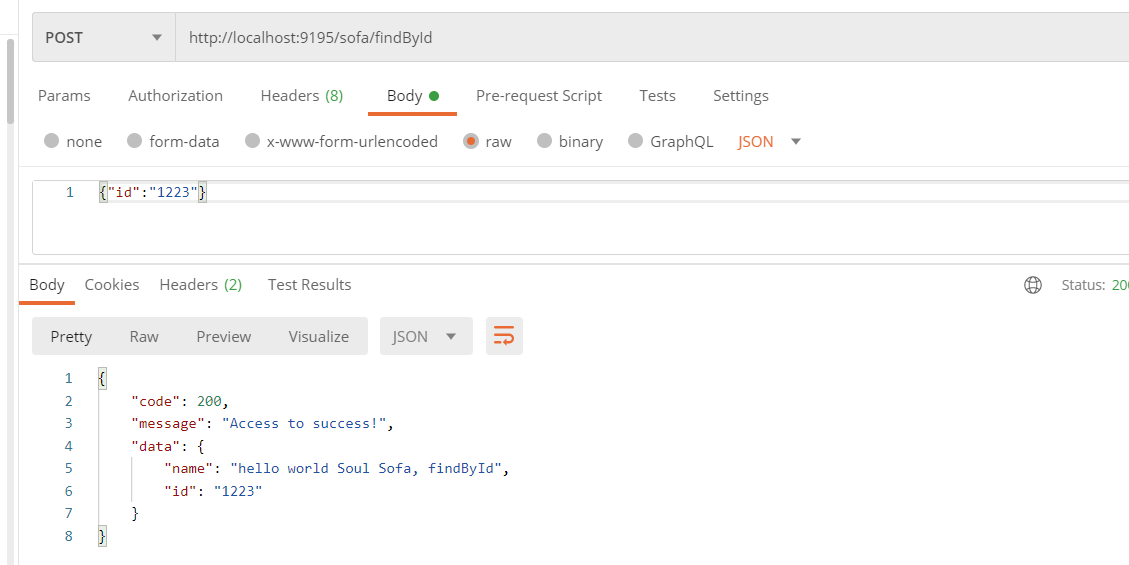 POST http://localhost:9195/sofa/findById
Params Authorization Headers (8) Body Pre-request Script Tests Settings
none form-data x-www-form-urlencoded raw binary GraphQL JSON
1 {"id":"1223"}
Body Cookies Headers (2) Test Results Status: 200
Pretty Raw Preview Visualize JSON
1 {
2 "code": 200,
3 "message": "Access to success!",
4 "data": {
5 "name": "hello world Soul Sofa, findById",
6 "id": "1223"
7 }
8 }